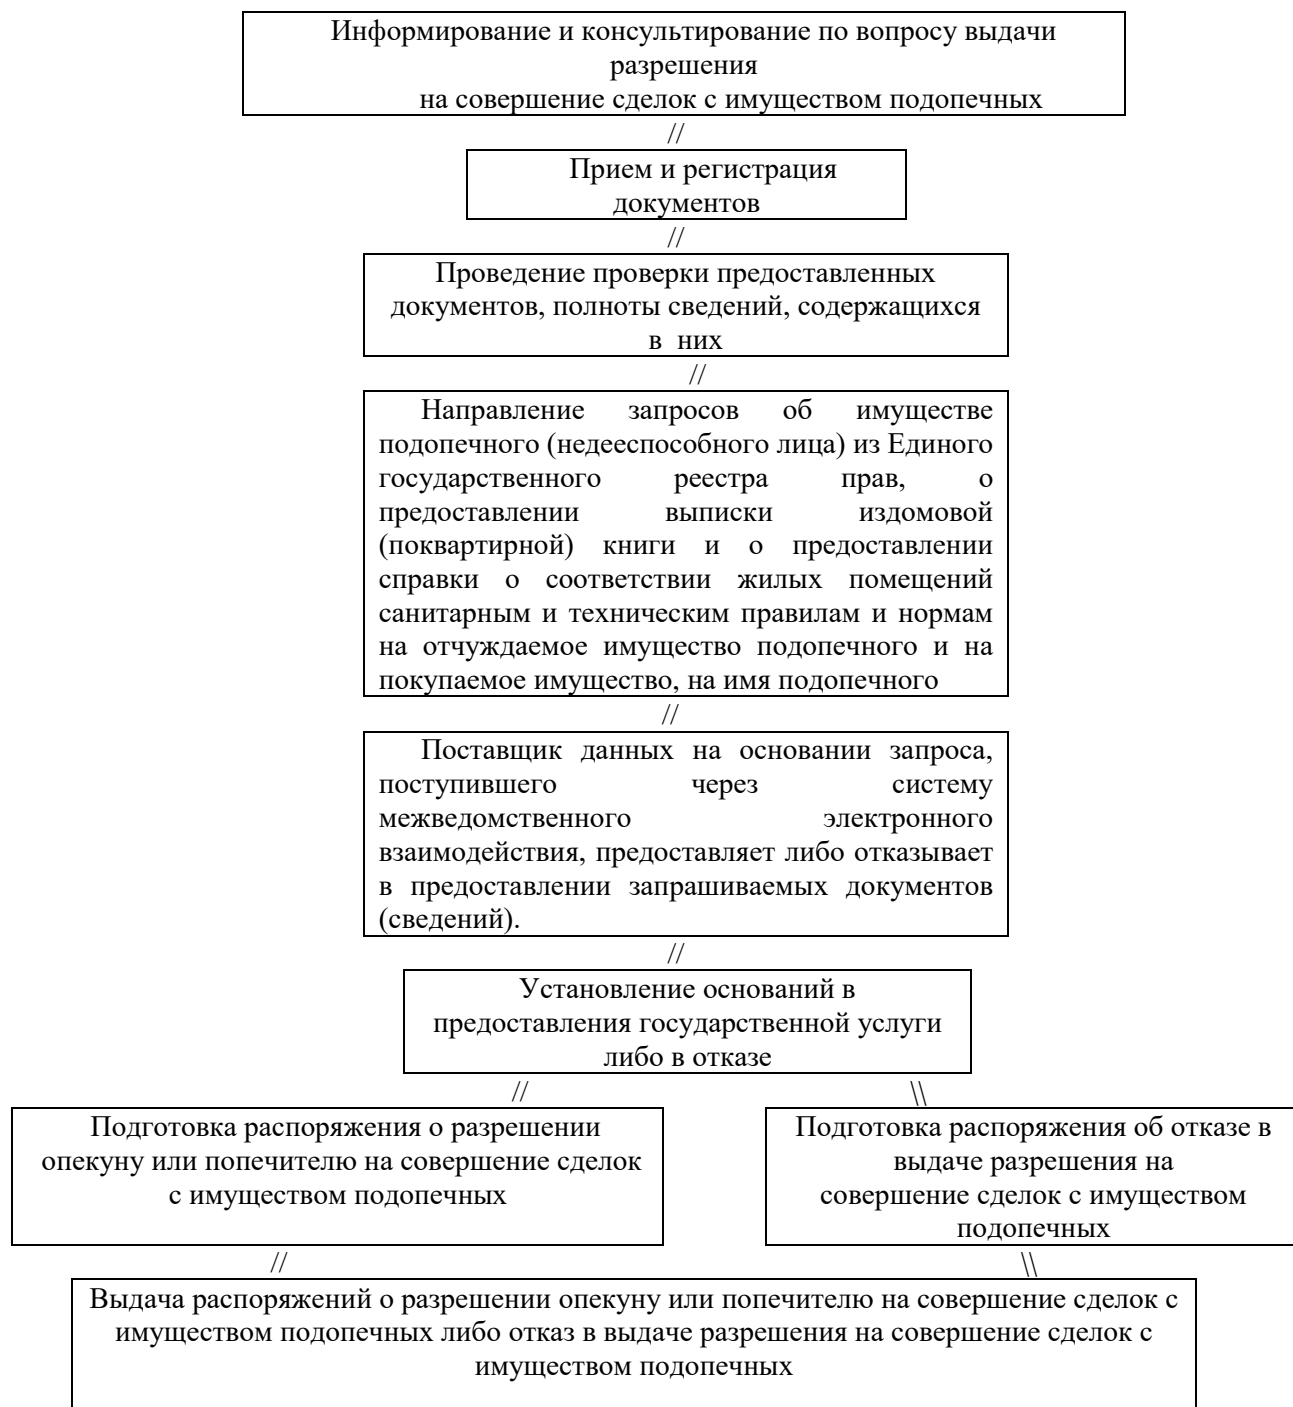 Информирование и консультирование по вопросу выдачи
разрешения
на совершение сделок с имуществом подопечных
//
Прием и регистрация
документов
//
Проведение проверки предоставленных
документов, полноты сведений, содержащихся
в них
//
Направление запросов об имуществе
подопечного (недееспособного лица) из Единого
государственного реестра прав, о
предоставлении выписки издомовой
(поквартирной) книги и о предоставлении
справки о соответствии жилых помещений
санитарным и техническим правилам и нормам
на отчуждаемое имущество подопечного и на
покупаемое имущество, на имя подопечного
//
Поставщик данных на основании запроса,
поступившего через систему
межведомственного электронного
взаимодействия, предоставляет либо отказывает
в предоставлении запрашиваемых документов
(сведений).
//
Установление оснований в
предоставления государственной услуги
либо в отказе
// \\
Подготовка распоряжения о разрешении
опекуну или попечителю на совершение сделок
с имуществом подопечных
Подготовка распоряжения об отказе в
выдаче разрешения на
совершение сделок с имуществом
подопечных
// \\
Выдача распоряжений о разрешении опекуну или попечителю на совершение сделок с
имуществом подопечных либо отказ в выдаче разрешения на совершение сделок с
имуществом подопечных